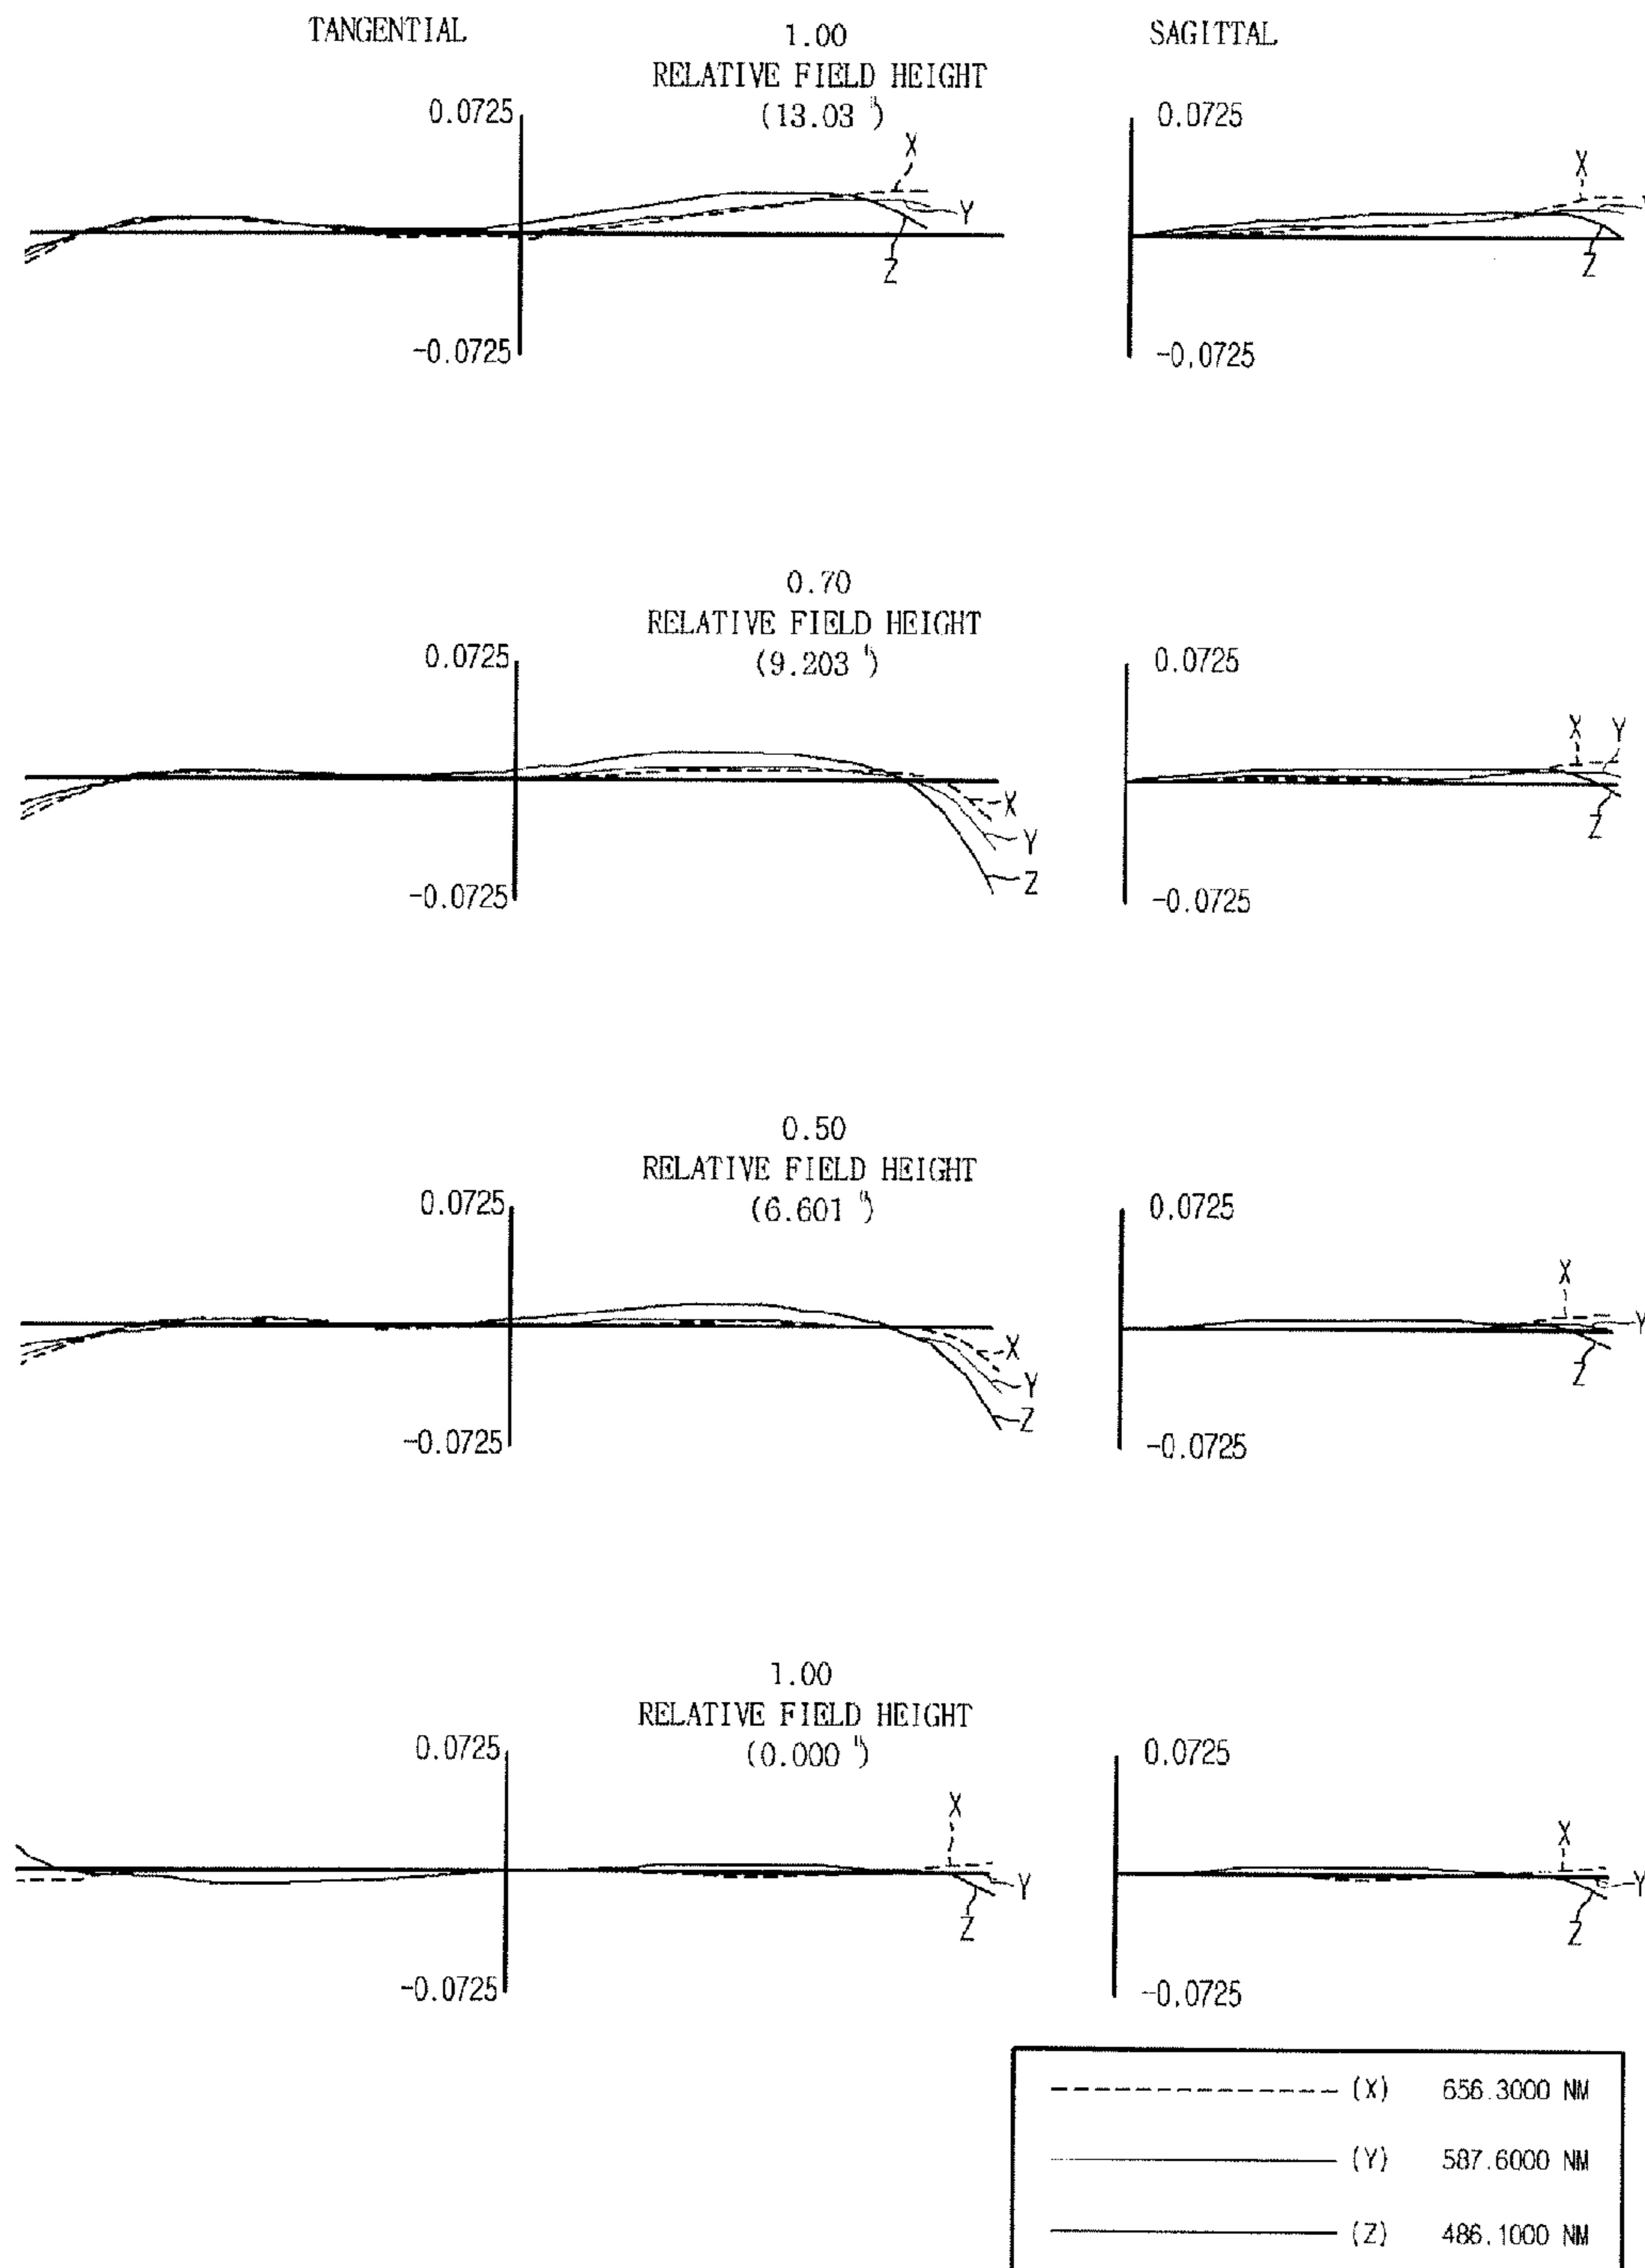 TANGENTIAL
1.00
SAGITTAL
RELATIVE FIELD HEIGHT
0.0725
(13.03 °)
0.0725
X
X
Y
Y
Z
Z
-0.0725
-0.0725
0.70
RELATIVE FIELD HEIGHT
0.0725
(9.203 °)
0.0725
X
Y
X
Y
Z
Z
-0.0725
-0.0725
0.50
RELATIVE FIELD HEIGHT
0.0725
(6.601 °)
0.0725
X
X
Y
Y
Z
Z
-0.0725
-0.0725
1.00
RELATIVE FIELD HEIGHT
0.0725
(0.000 °)
0.0725
X
X
Y
Y
Z
Z
-0.0725
-0.0725
(X) 656.3000 NM
(Y) 587.6000 NM
(Z) 486.1000 NM